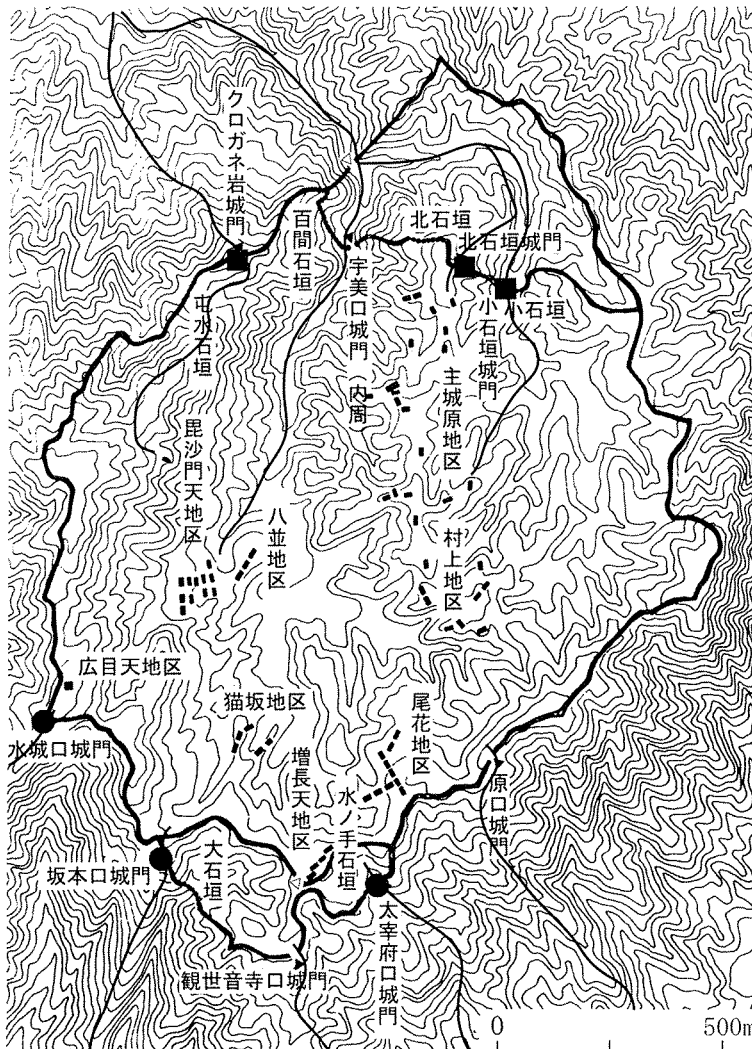 クロガネ岩城門
百間石垣
北石垣
北石垣城門
宇美口城門
小石垣
小石垣城門
屯水石垣
内周
主城原地区
毘沙門天地区
八並地区
村上地区
広目天地区
猫坂地区
尾花地区
水城口城門
増長天地区
水ノ手石垣
原口城門
大石垣
坂本口城門
太宰府口城門
観世音寺口城門
0 500m